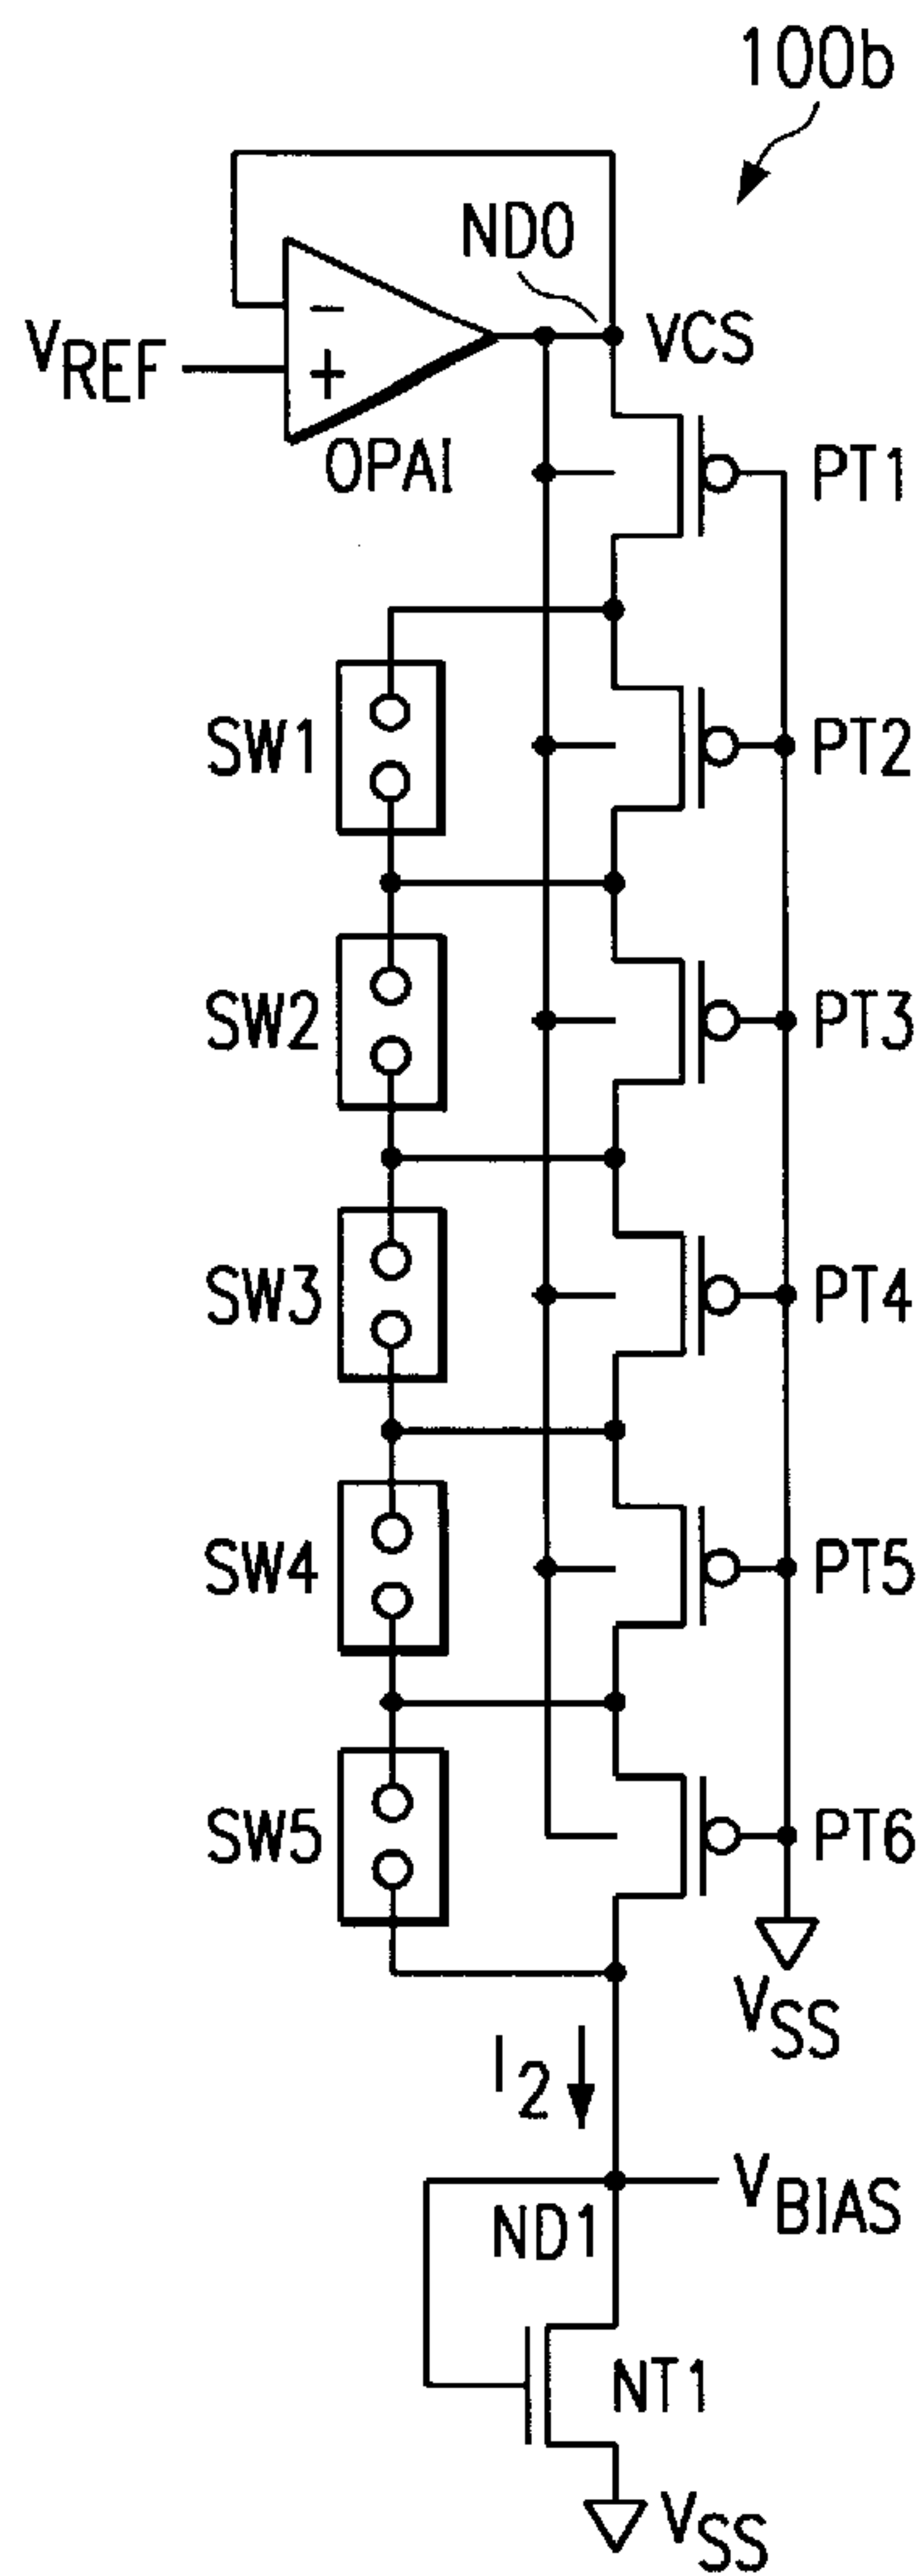 100b
ND0
VREF
-
+
VCS
OPAI
PT1
SW1
PT2
SW2
PT3
SW3
PT4
SW4
PT5
SW5
PT6
VSS
I2
VBIAS
ND1
NT1
VSS